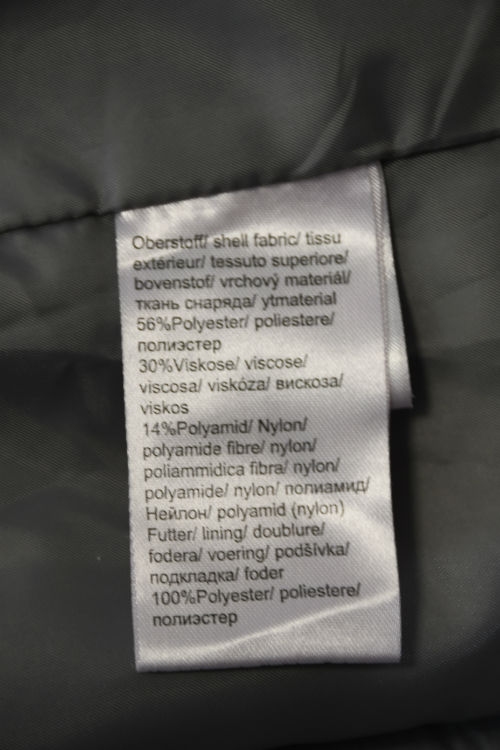 Oberstoff/ shell fabric/ tissu
extérieur/ tessuto superiore/
bovenstof/ vrchový materiál/
ткань снаряда/ ytmaterial
56%Polyester/ poliestere/
полиэстер
30%Viskose/ viscose/
viscosa/ viskóza/ вискоза/
viskos
14%Polyamid/ Nylon/
polyamide fibre/ nylon/
poliammidica fibra/ nylon/
polyamide/ nylon/ полиамид/
Нейлон/ polyamid (nylon)
Futter/ lining/ doublure/
fodera/ voering/ podšívka/
подкладка/ foder
100%Polyester/ poliestere/
полиэстер